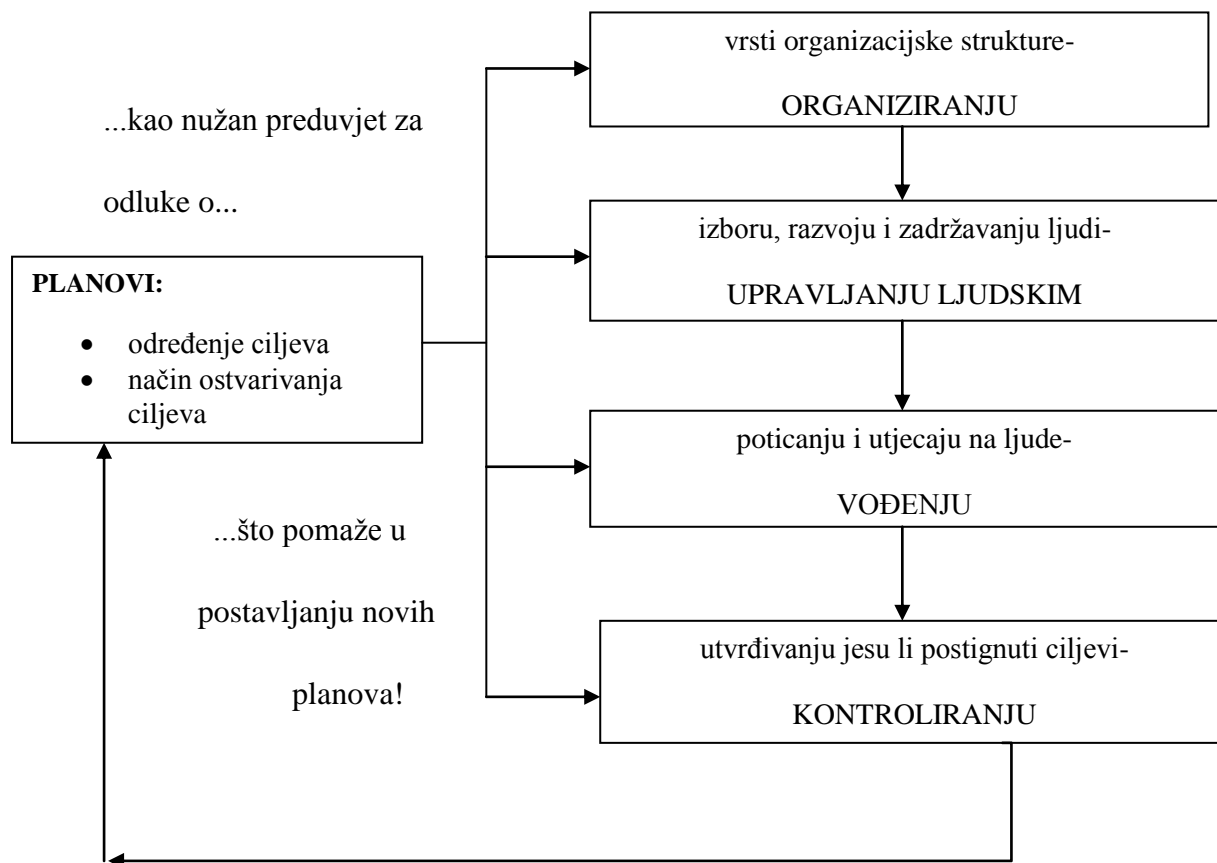 vrsti organizacijske strukture-
ORGANIZIRANJU
...kao nužan preduvjet za
odluke o...
izboru, razvoju i zadržavanju ljudi-
UPRAVLJANJU LJUDSKIM
PLANOVI:
• određenje ciljeva
• način ostvarivanja
ciljeva
poticanju i utjecaju na ljude-
VOĐENJU
...što pomaže u
postavljanju novih
planova!
utvrđivanju jesu li postignuti ciljevi-
KONTROLIRANJU